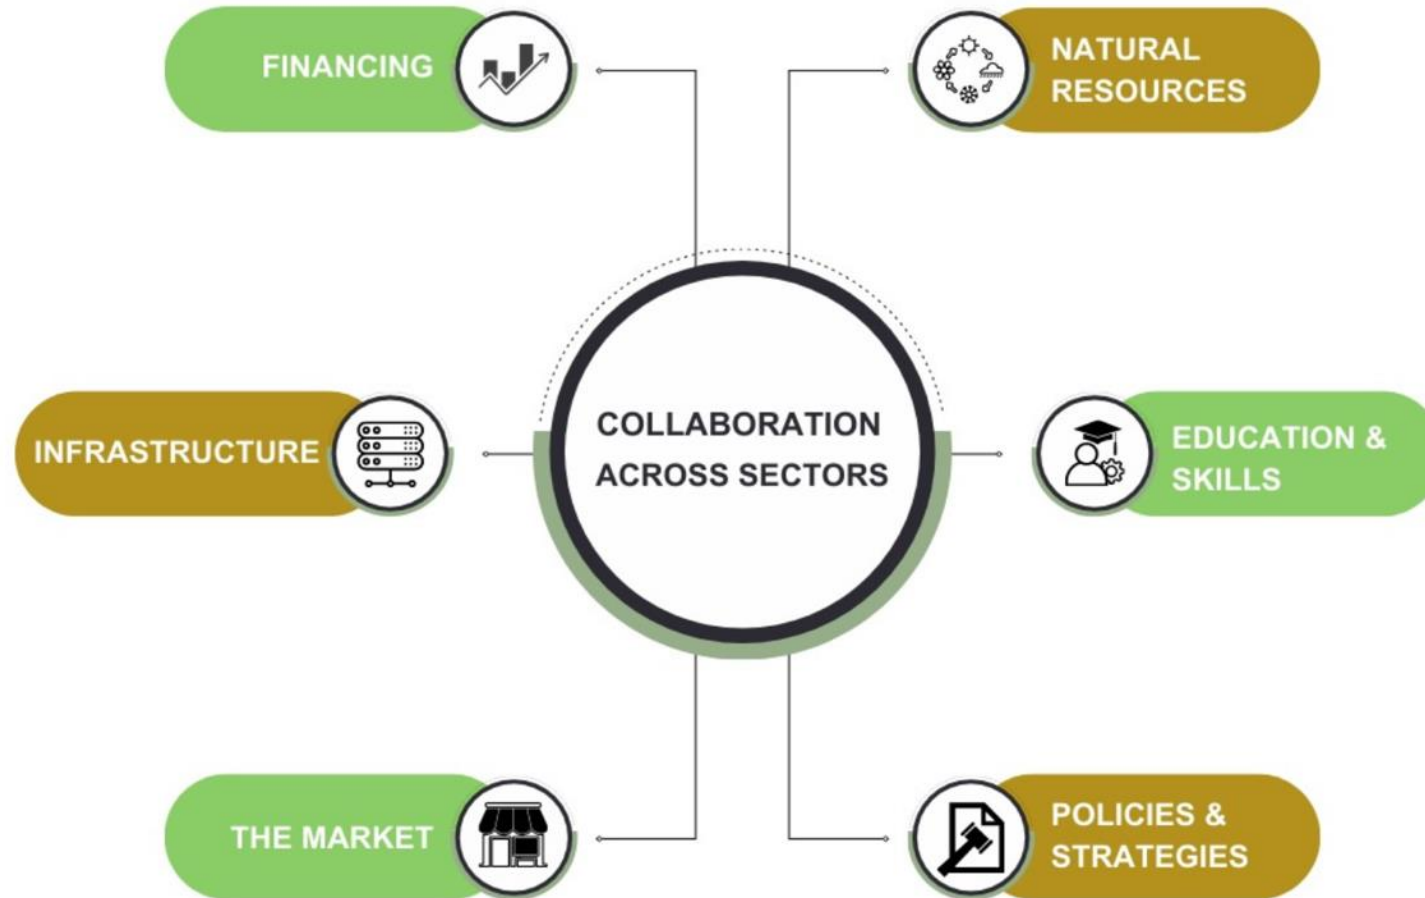 FINANCING
NATURAL
RESOURCES
COLLABORATION
ACROSS SECTORS
INFRASTRUCTURE
EDUCATION &
SKILLS
THE MARKET
POLICIES &
STRATEGIES